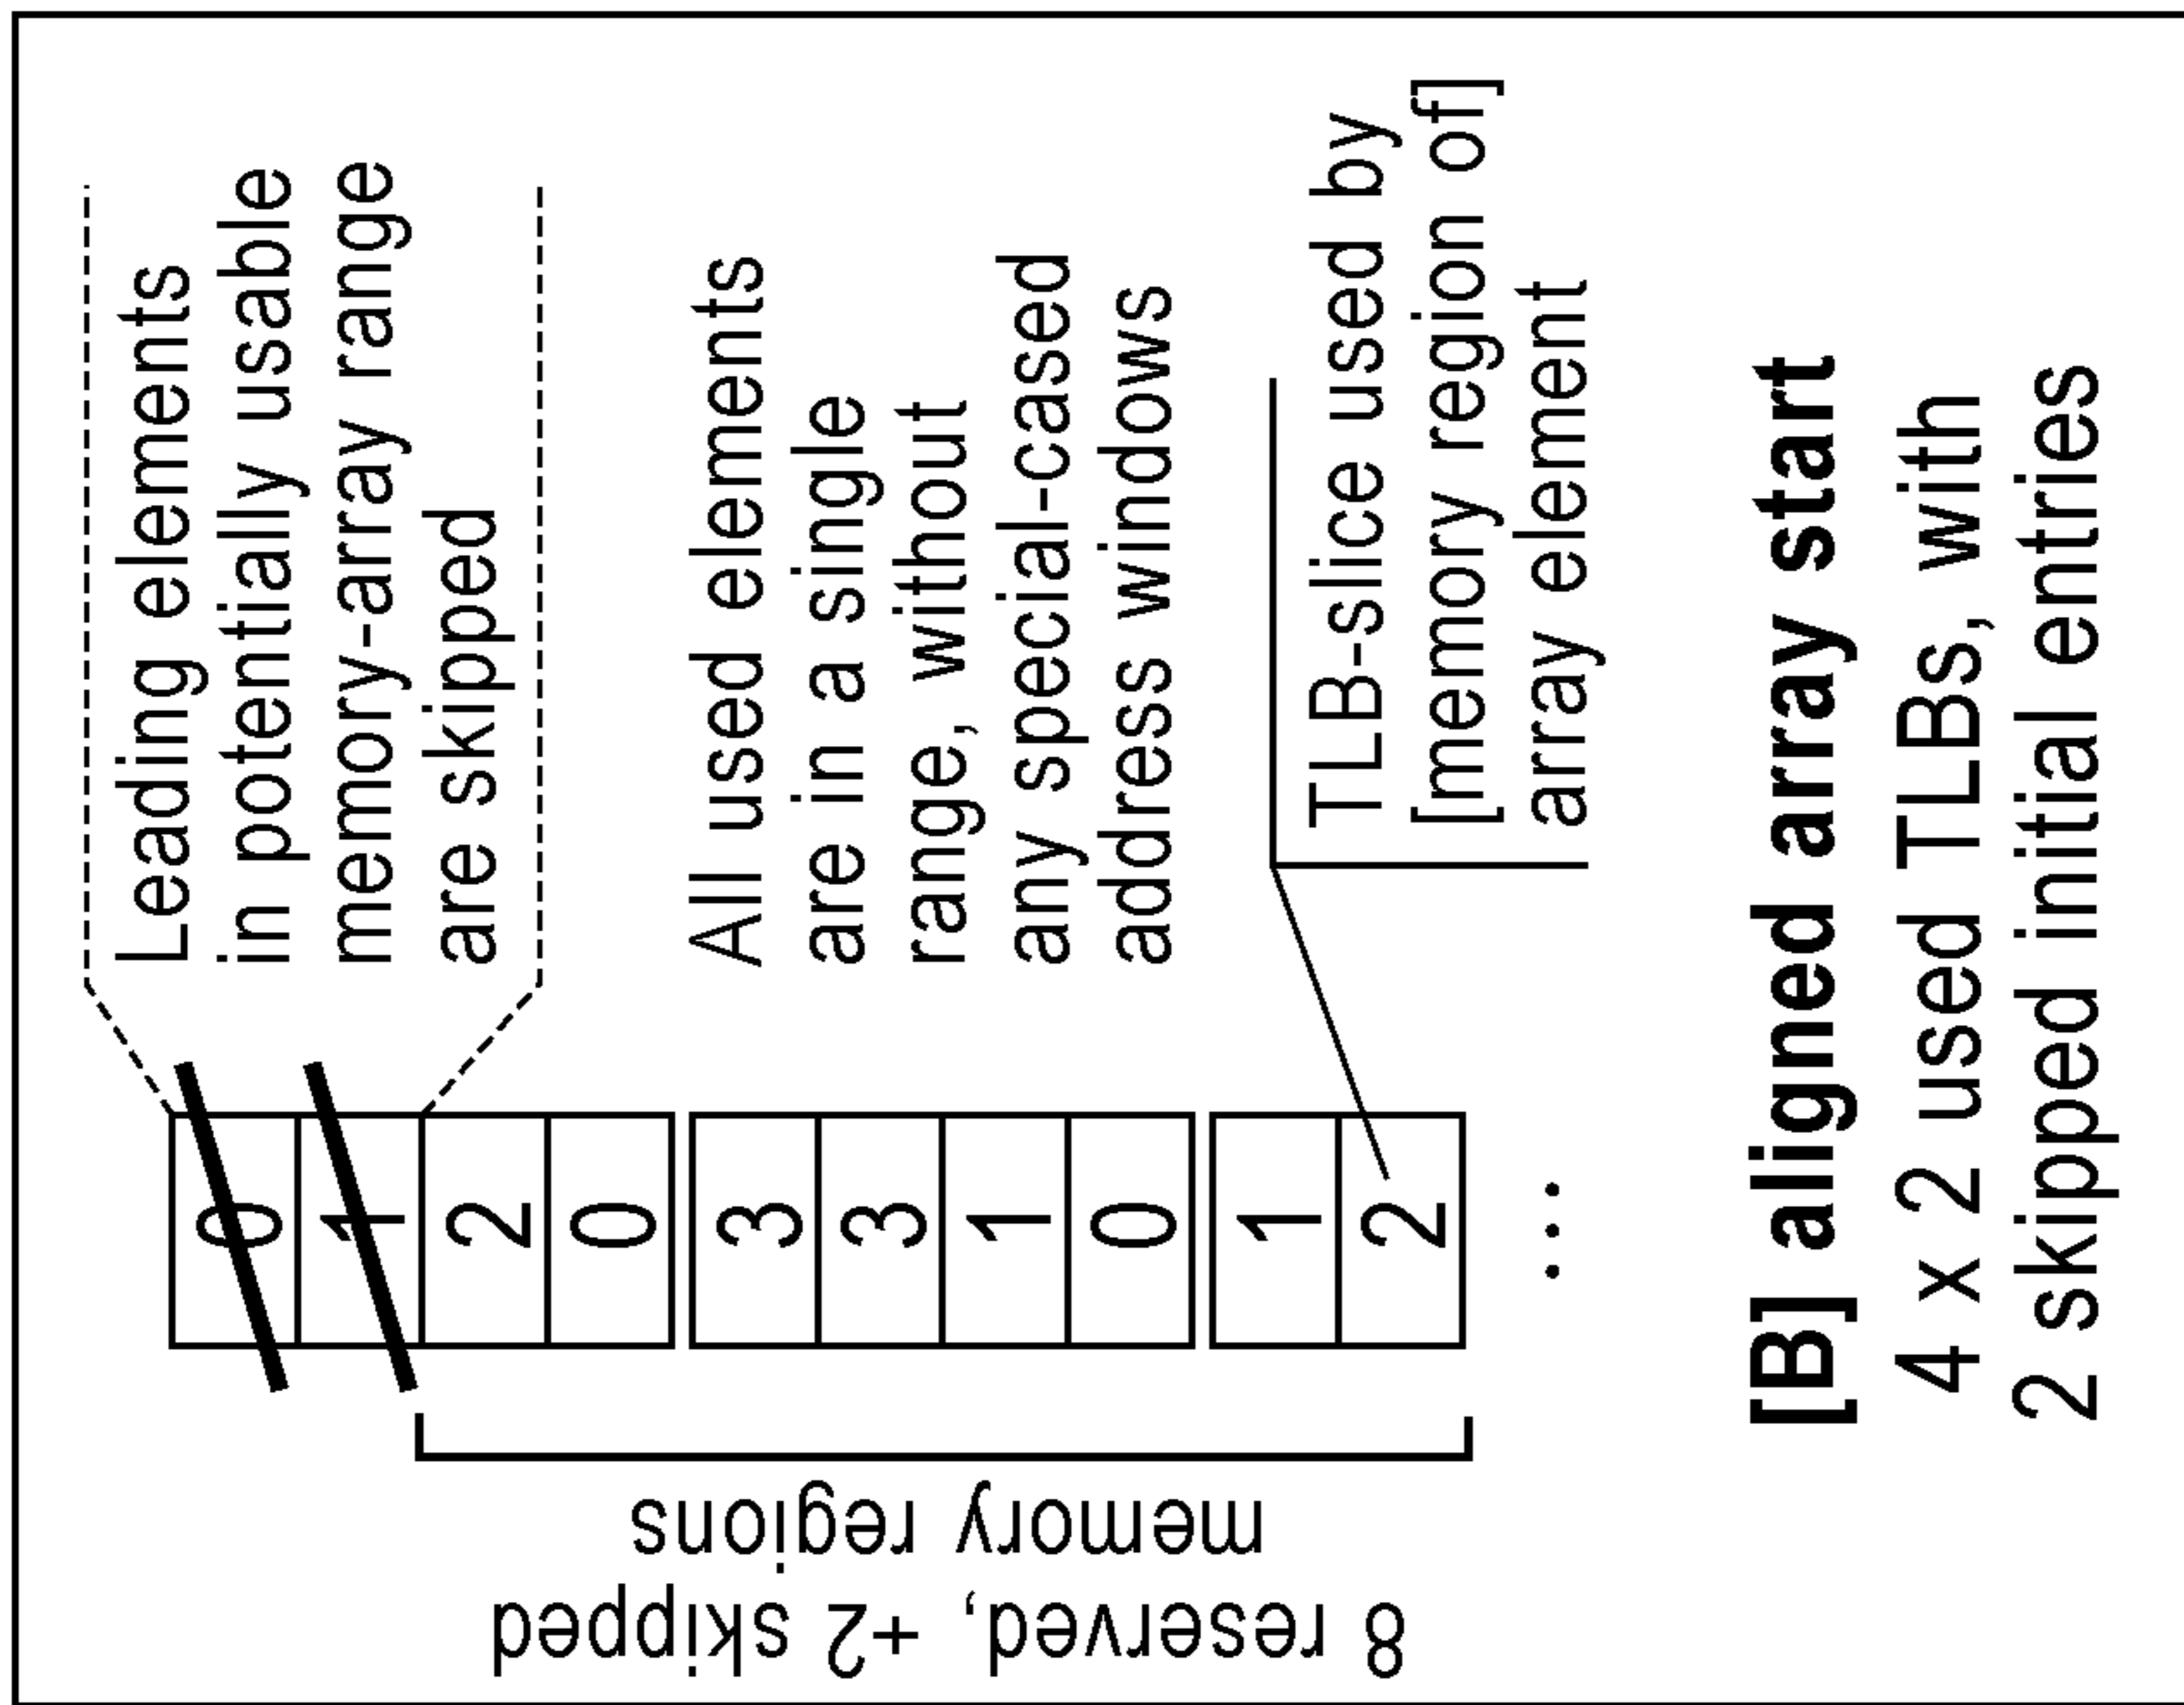 Leading elements
in potentially usable
memory-array range
are skipped
0
1
2
0
3
3
1
0
1
2
...
All used elements
are in a single
range, without
any special-cased
address windows
TLB-slice used by
[memory region of]
array element
8 reserved, +2 skipped
memory regions
[B] aligned array start
4 x 2 used TLBs, with
2 skipped initial entries